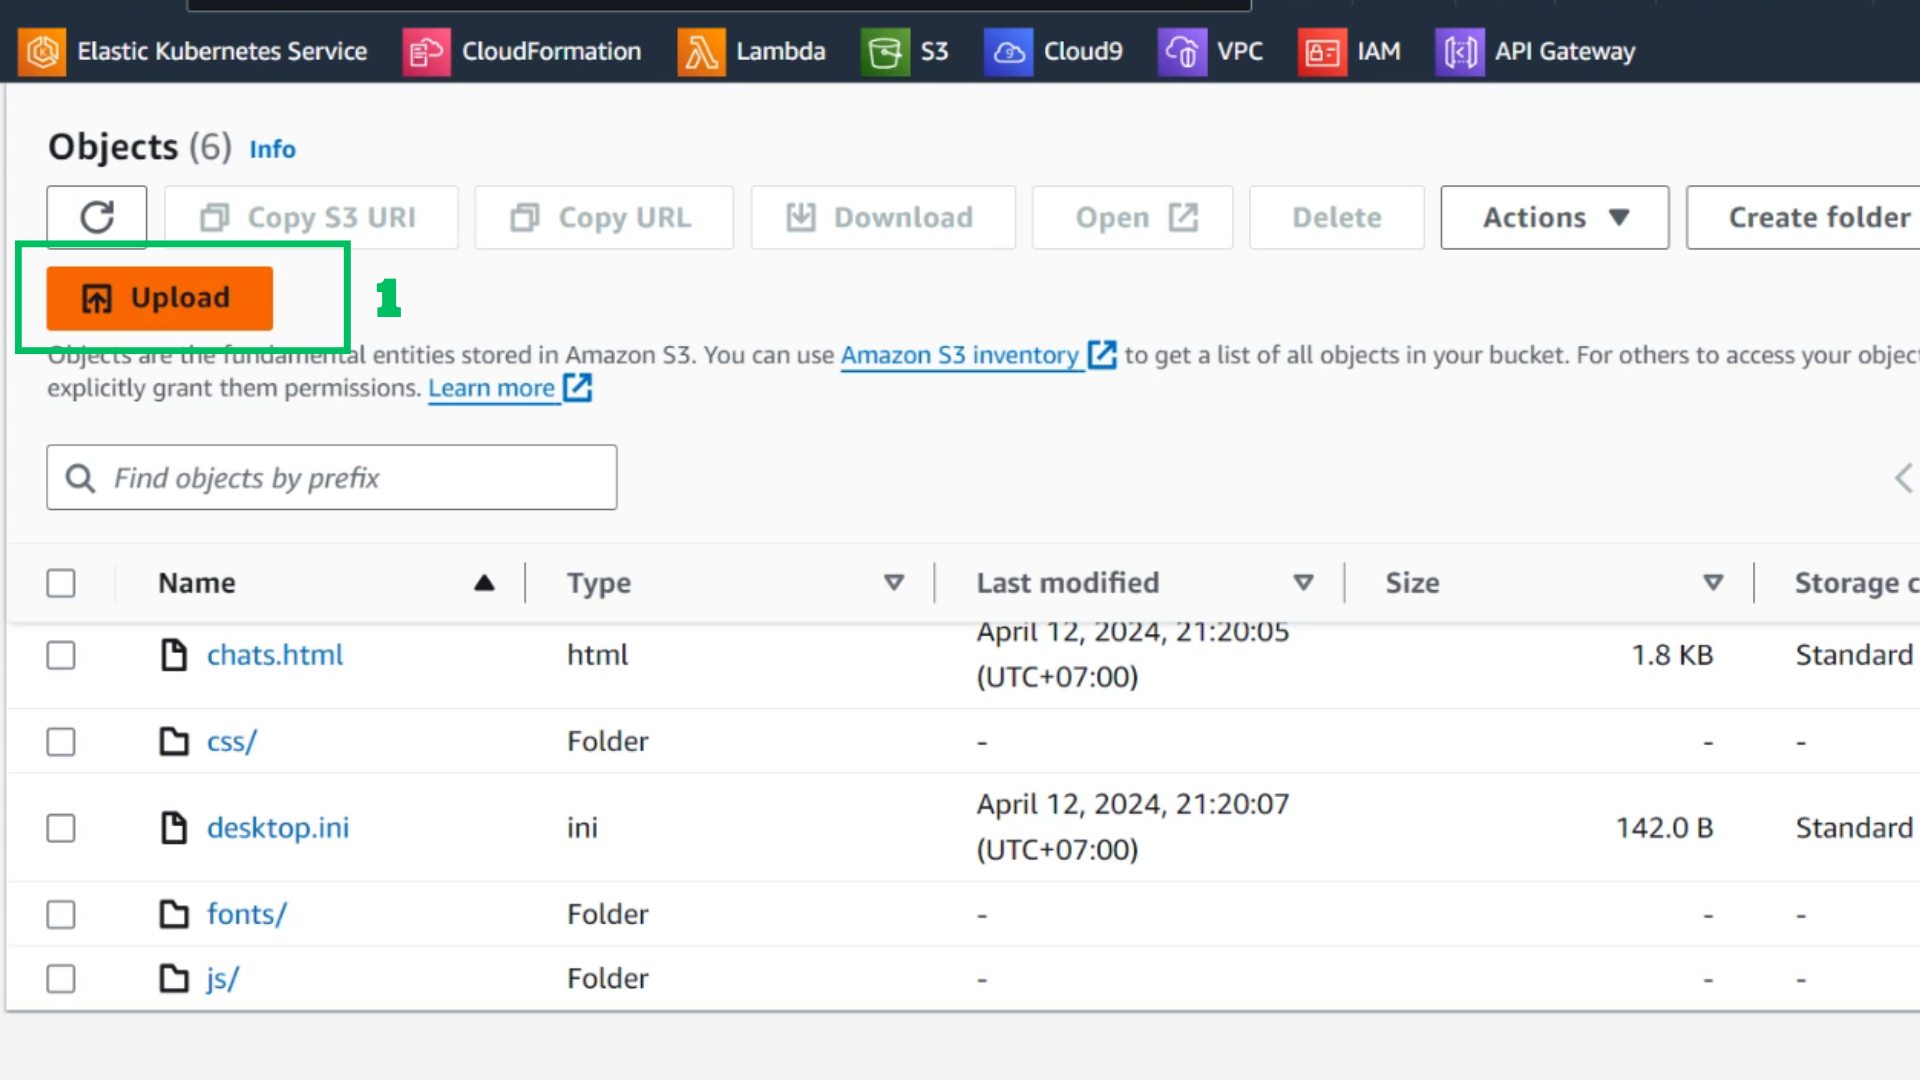 Elastic Kubernetes Service CloudFormation Lambda S3 Cloud9 VPC IAM API Gateway
Objects (6) Info
Copy S3 URI Copy URL Download Open Delete Actions Create folder
Upload 1
Objects are the fundamental entities stored in Amazon S3. You can use Amazon S3 inventory to get a list of all objects in your bucket. For others to access your objec
explicitly grant them permissions. Learn more
Find objects by prefix
Name Type Last modified Size Storage c
chats.html html April 12, 2024, 21:20:05 1.8 KB Standard
(UTC+07:00)
css/ Folder - - -
desktop.ini ini April 12, 2024, 21:20:07 142.0 B Standard
(UTC+07:00)
fonts/ Folder - - -
js/ Folder - - -